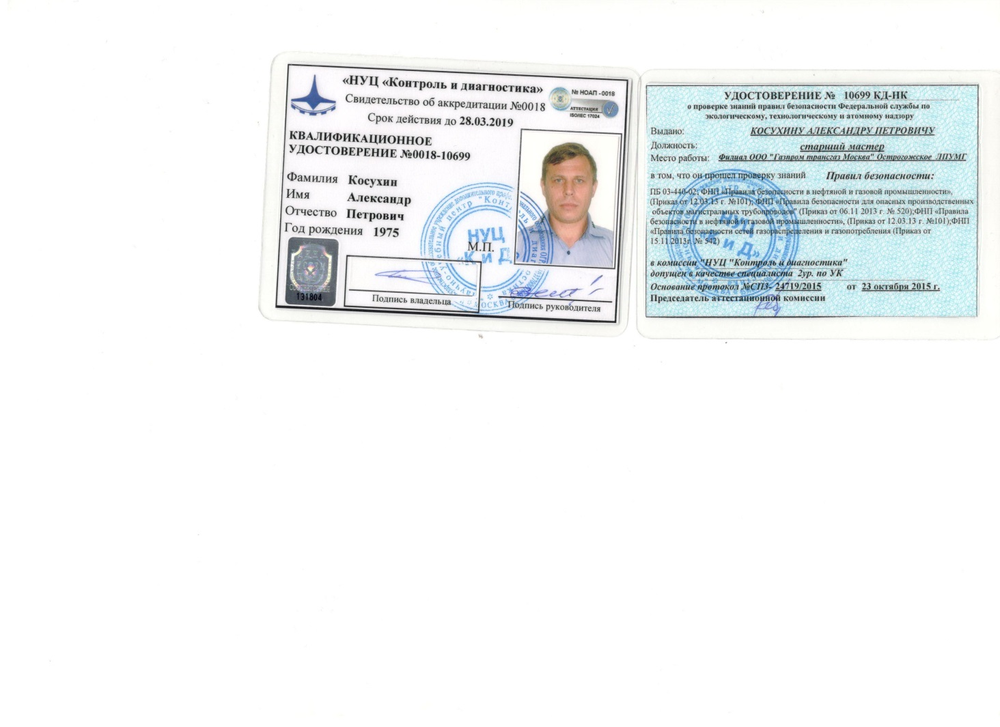 «НУЦ «Контроль и диагностика»
Свидетельство об аккредитации №0018
Срок действия до 28.03.2019
№ НОАП -0018
АТТЕСТАЦИЯ
ISO/IEC 17024
КВАЛИФИКАЦИОННОЕ
УДОСТОВЕРЕНИЕ №0018-10699
Фамилия Косухин
Имя Александр
Отчество Петрович
Год рождения 1975
М.П.
НУЦ
«К и Д»
131804
Подпись владельца
Подпись руководителя
УДОСТОВЕРЕНИЕ № 10699 КД-НК
о проверке знаний правил безопасности Федеральной службы по
экологическому, технологическому и атомному надзору
Выдано: КОСУХИНУ АЛЕКСАНДРУ ПЕТРОВИЧУ
Должность: старший мастер
Место работы: Филиал ООО "Газпром трансгаз Москва" Острогожское ЛПУМГ
в том, что он прошел проверку знаний Правил безопасности:
ПБ 03-440-02; ФНП «Правила безопасности в нефтяной и газовой промышленности»,
(Приказ от 12.03.13 г. №101); ФНП «Правила безопасности для опасных производственных
объектов магистральных трубопроводов" (Приказ от 06.11 2013 г. № 520);ФНП «Правила
безопасности в нефтяной и газовой промышленности», (Приказ от 12.03.13 г. №101);ФНП
«Правила безопасности сетей газораспределения и газопотребления (Приказ от
15.11.2013г. № 542)
НУЦ
«К и Д»
в комиссии "НУЦ "Контроль и диагностика"
допущен в качестве специалиста 2ур. по УК
Основание протокол №СПЗ- 24719/2015 от 23 октября 2015 г.
Председатель аттестационной комиссии